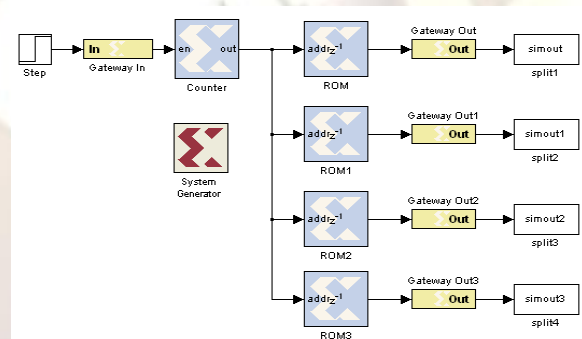 Step
In
Gateway In
en out
Counter
System
Generator
addr z⁻¹
ROM
Gateway Out
Out
simout
split1
addr z⁻¹
ROM1
Gateway Out1
Out
simout1
split2
addr z⁻¹
ROM2
Gateway Out2
Out
simout2
split3
addr z⁻¹
ROM3
Gateway Out3
Out
simout3
split4